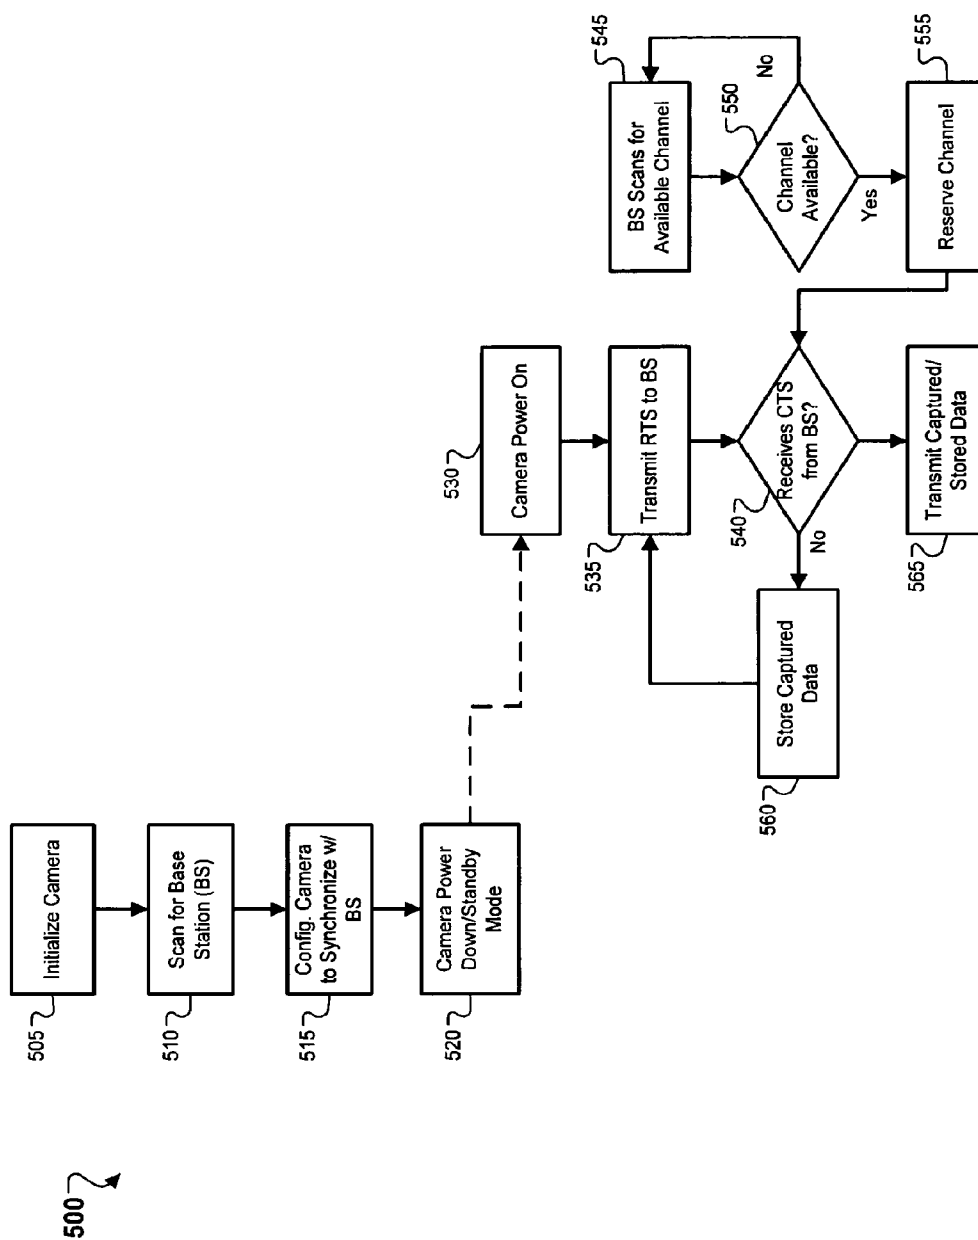 500
505
Initialize Camera
510
Scan for Base
Station (BS)
515
Config. Camera
to Synchronize w/
BS
520
Camera Power
Down/Standby
Mode
530
Camera Power On
535
Transmit RTS to BS
540
Receives CTS
from BS?
No
560
Store Captured
Data
565
Transmit Captured/
Stored Data
545
BS Scans for
Available Channel
550
Channel
Available?
No
Yes
555
Reserve Channel